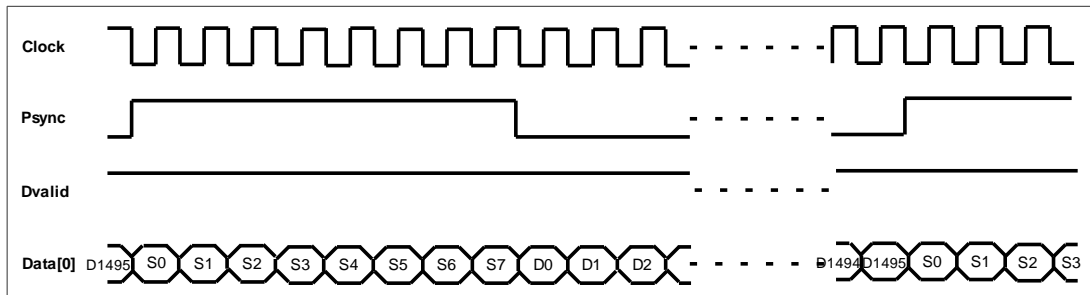 Clock
Psync
Dvalid
Data[0] D1495 S0 S1 S2 S3 S4 S5 S6 S7 D0 D1 D2 D1494 D1495 S0 S1 S2 S3